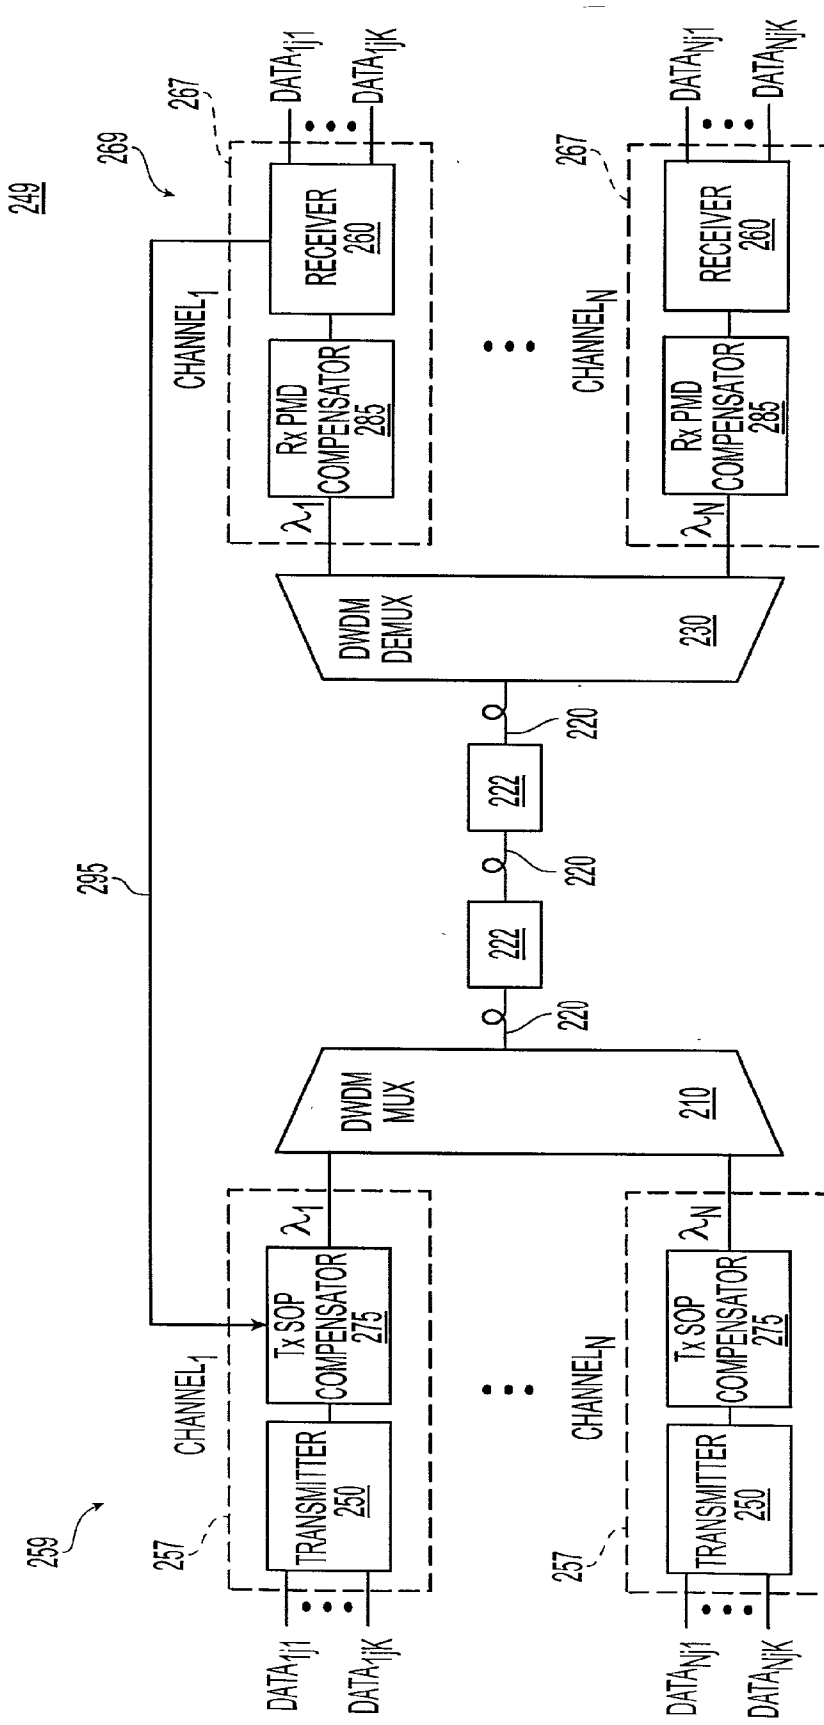 249
259
295
269
257
CHANNEL1
DATA1j1
DATA1jK
TRANSMITTER
250
Tx SOP
COMPENSATOR
275
λ1
DWDM
MUX
210
220
222
220
222
220
DWDM
DEMUX
230
267
CHANNEL1
λ1
Rx PMD
COMPENSATOR
285
RECEIVER
260
DATA1j1
DATA1jK
257
CHANNELN
DATANj1
DATANjK
TRANSMITTER
250
Tx SOP
COMPENSATOR
275
λN
267
CHANNELN
λN
Rx PMD
COMPENSATOR
285
RECEIVER
260
DATANj1
DATANjK